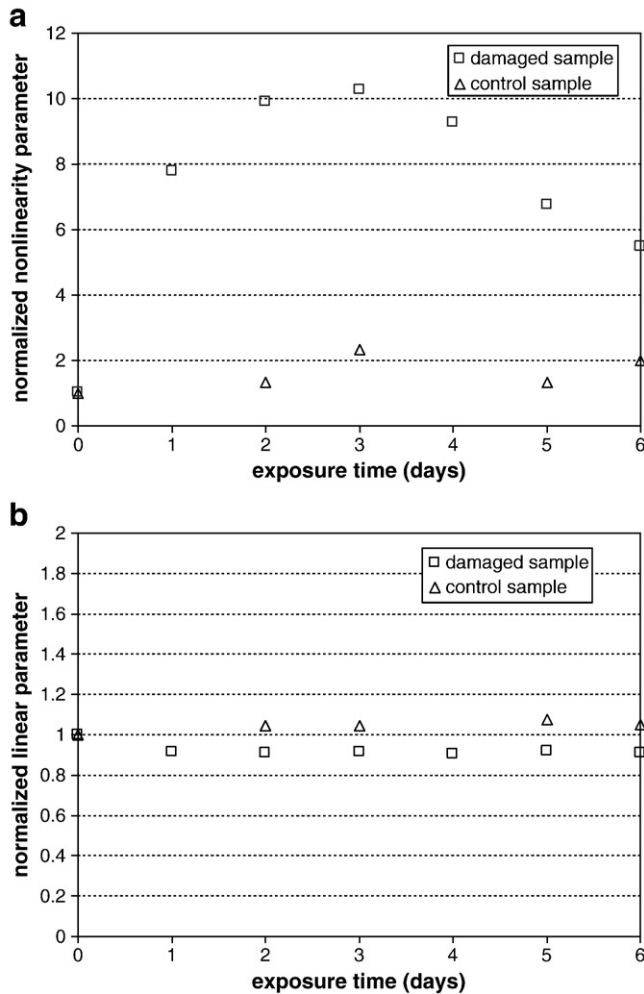 a
normalized nonlinearity parameter
12
10
8
6
4
2
0
damaged sample
control sample
0 1 2 3 4 5 6
exposure time (days)
b
normalized linear parameter
2
1.8
1.6
1.4
1.2
1
0.8
0.6
0.4
0.2
0
damaged sample
control sample
0 1 2 3 4 5 6
exposure time (days)